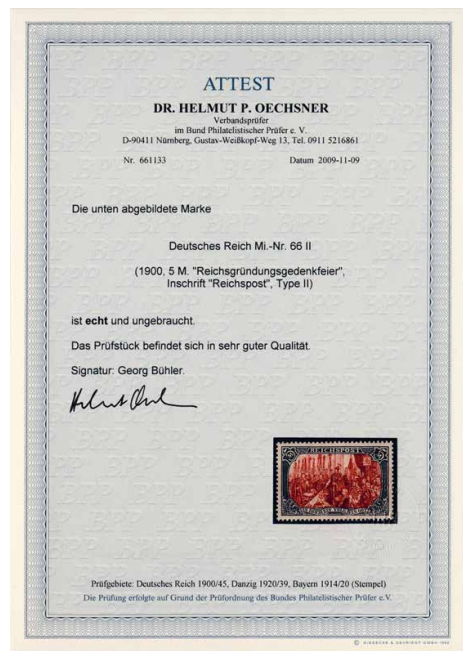 ATTEST
DR. HELMUT P. OECHSNER
Verbandsprüfer
im Bund Philatelistischer Prüfer e. V.
D-90411 Nürnberg, Gustav-Weißkopf-Weg 13, Tel. 0911 5216861
Nr. 661133 Datum 2009-11-09
Die unten abgebildete Marke
Deutsches Reich Mi.-Nr. 66 II
(1900, 5 M. "Reichsgründungsgedenkfeier",
Inschrift "Reichspost", Type II)
ist echt und ungebraucht.
Das Prüfstück befindet sich in sehr guter Qualität.
Signatur: Georg Bühler.
REICHSPOST
Prüfgebiete: Deutsches Reich 1900/45, Danzig 1920/39, Bayern 1914/20 (Stempel)
Die Prüfung erfolgte auf Grund der Prüfordnung des Bundes Philatelistischer Prüfer e.V.